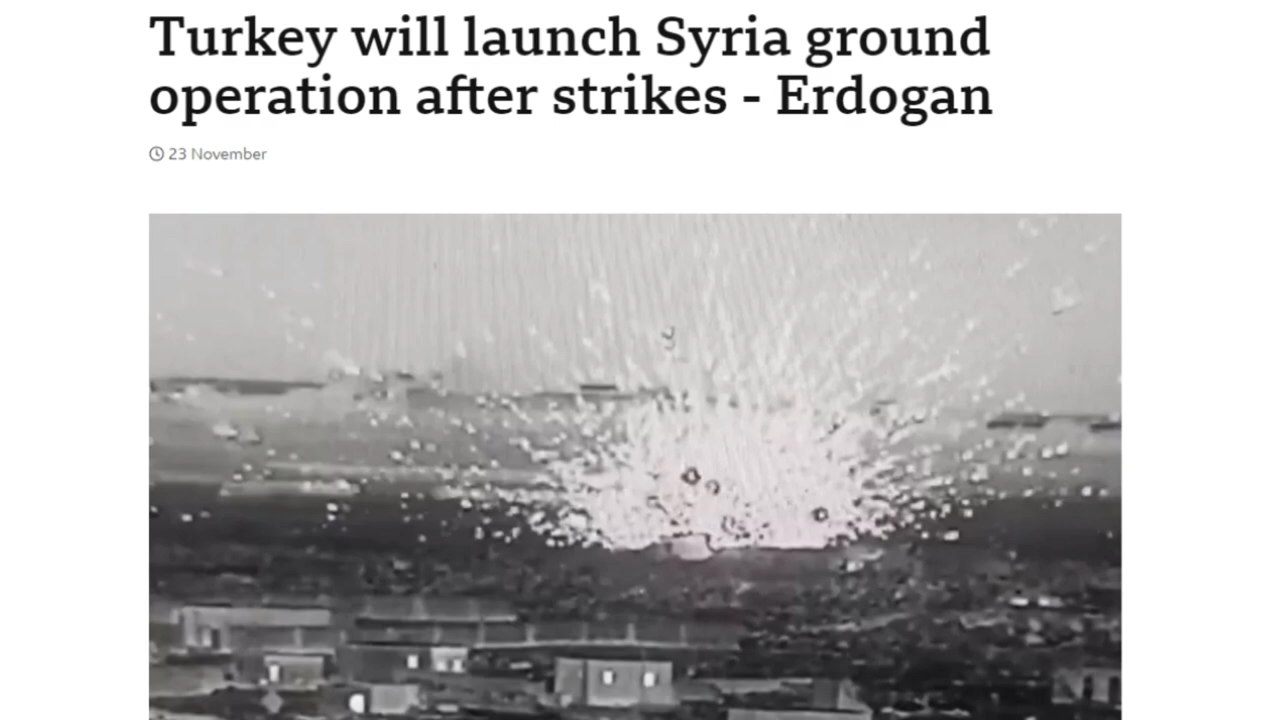 Turkey will launch Syria ground
operation after strikes - Erdogan
23 November